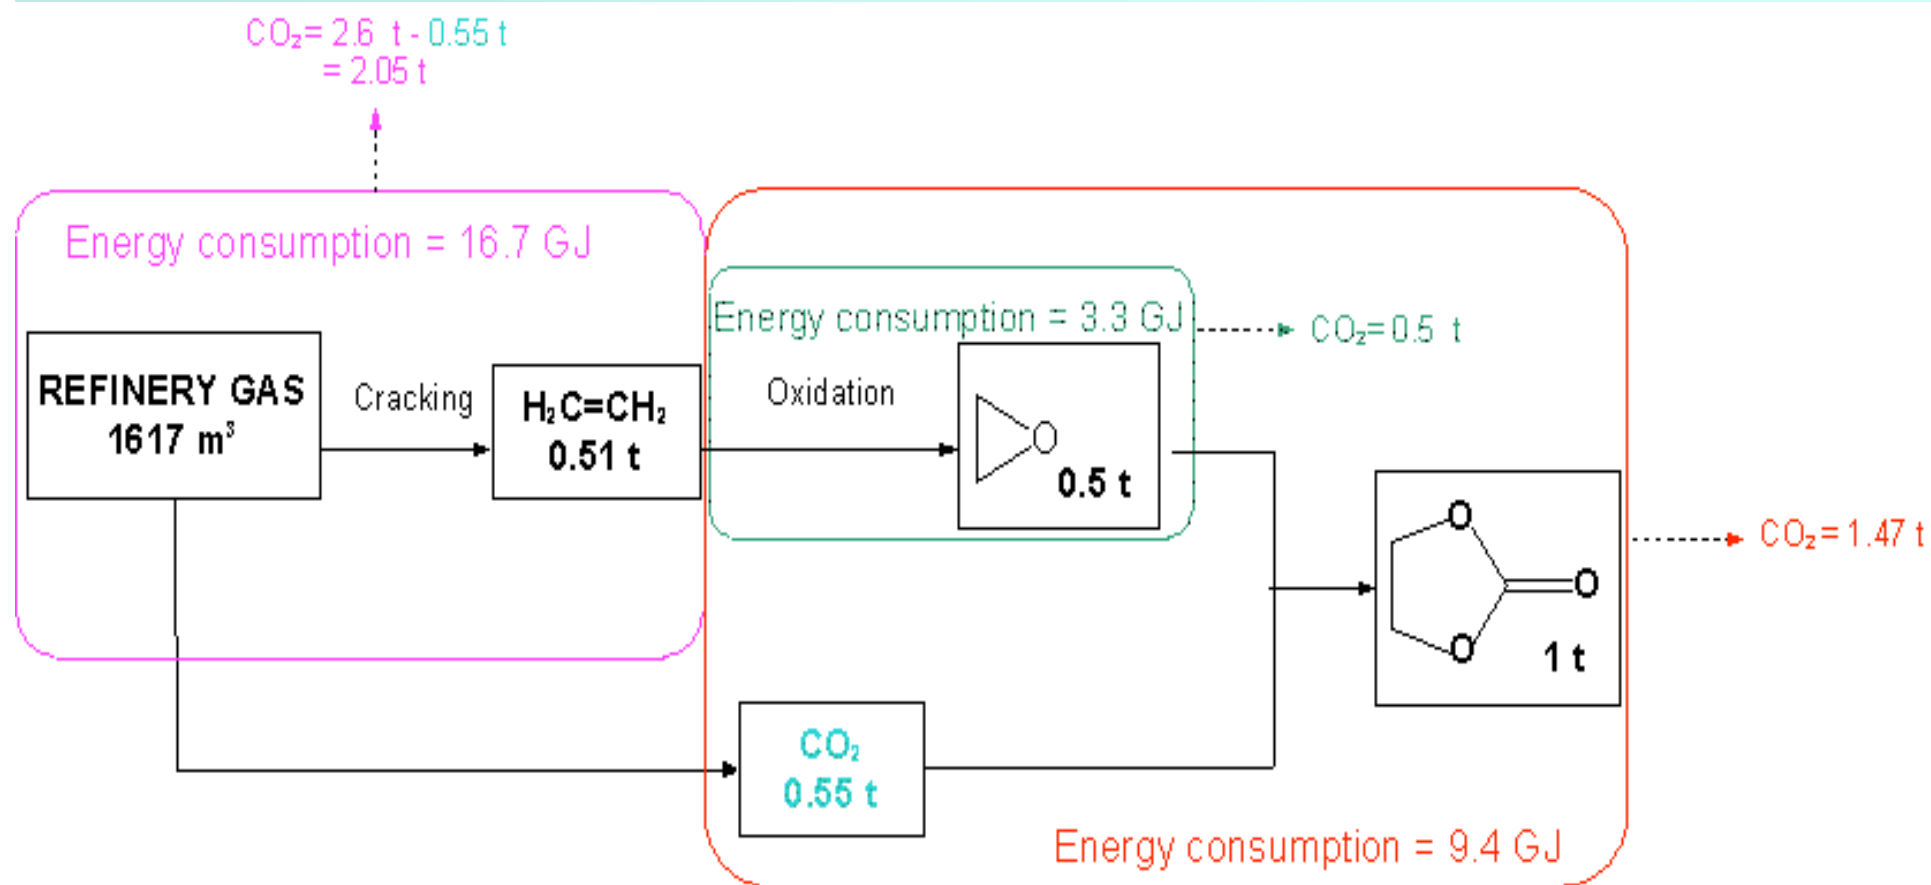 CO₂= 2.6 t - 0.55 t
= 2.05 t
Energy consumption = 16.7 GJ
Energy consumption = 3.3 GJ
CO₂=0.5 t
REFINERY GAS
1617 m³
Cracking
H₂C=CH₂
0.51 t
Oxidation
O
0.5 t
O
O
O
1 t
CO₂= 1.47 t
CO₂
0.55 t
Energy consumption = 9.4 GJ